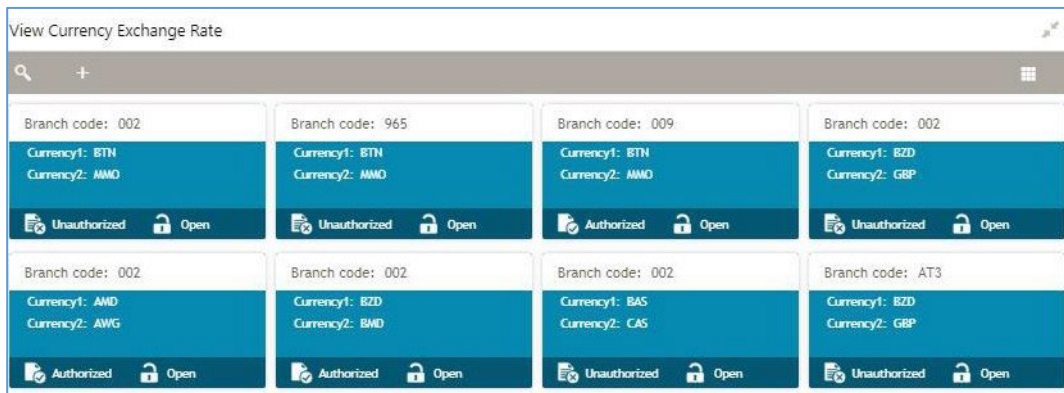 View Currency Exchange Rate
Branch code: 002
Currency1: BTN
Currency2: MMO
Unauthorized Open
Branch code: 965
Currency1: BTN
Currency2: MMO
Unauthorized Open
Branch code: 009
Currency1: BTN
Currency2: MMO
Authorized Open
Branch code: 002
Currency1: BZD
Currency2: GBP
Unauthorized Open
Branch code: 002
Currency1: AMD
Currency2: AWG
Authorized Open
Branch code: 002
Currency1: BZD
Currency2: BMD
Authorized Open
Branch code: 002
Currency1: BAS
Currency2: CAS
Unauthorized Open
Branch code: AT3
Currency1: BZD
Currency2: GBP
Unauthorized Open